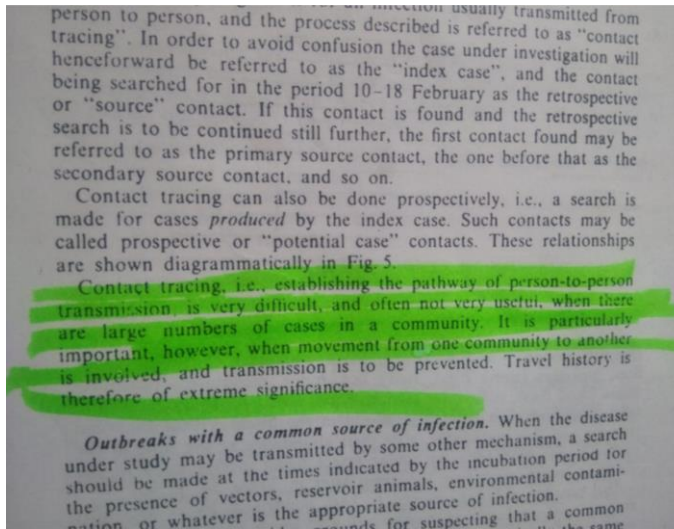 infection usually transmitted from
person to person, and the process described is referred to as "contact
tracing". In order to avoid confusion the case under investigation will
henceforward be referred to as the "index case", and the contact
being searched for in the period 10-18 February as the retrospective
or "source" contact. If this contact is found and the retrospective
search is to be continued still further, the first contact found may be
referred to as the primary source contact, the one before that as the
secondary source contact, and so on.
Contact tracing can also be done prospectively, i.e., a search is
made for cases produced by the index case. Such contacts may be
called prospective or "potential case" contacts. These relationships
are shown diagrammatically in Fig. 5.
Contact tracing, i.e., establishing the pathway of person-to-person
transmission, is very difficult, and often not very useful, when there
are large numbers of cases in a community. It is particularly
important, however, when movement from one community to another
is involved, and transmission is to be prevented. Travel history is
therefore of extreme significance.
Outbreaks with a common source of infection. When the disease
under study may be transmitted by some other mechanism, a search
should be made at the times indicated by the incubation period for
the presence of vectors, reservoir animals, environmental contami-
nation, or whatever is the appropriate source of infection.
grounds for suspecting that a common
the same